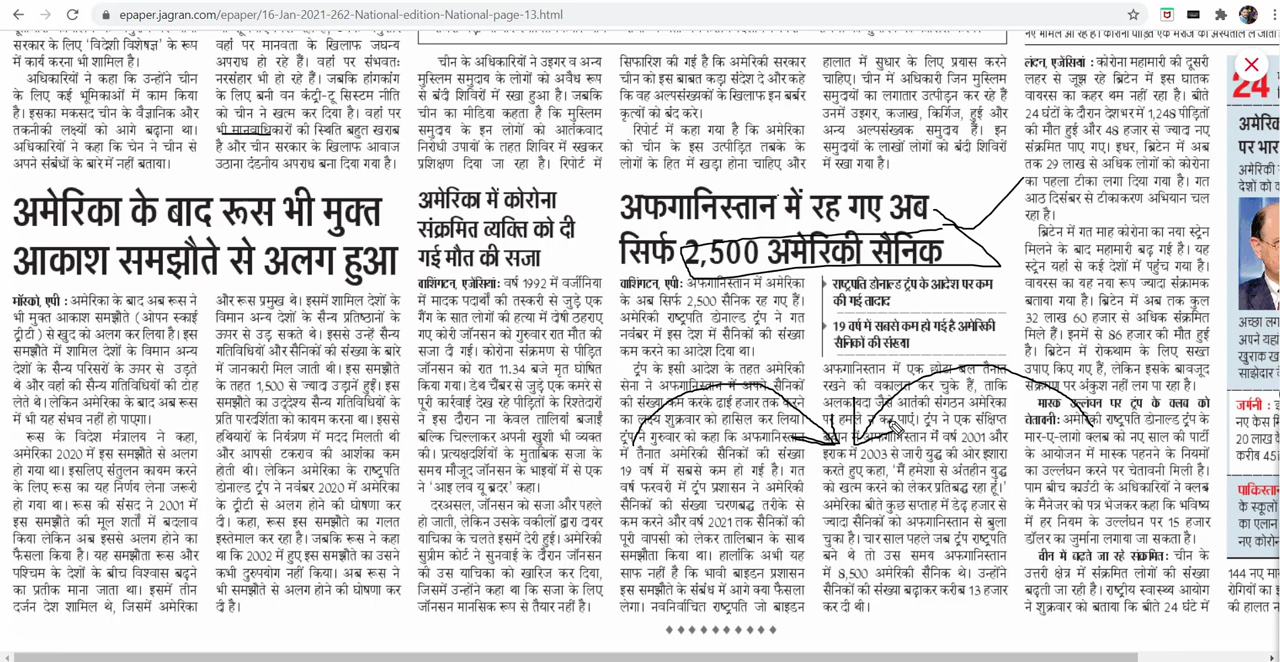 epaper.jagran.com/epaper/16-Jan-2021-262-National-edition-National-page-13.html
सरकार के लिए 'विदेशी विशेषज्ञ' के रूप
में कार्य करना भी शामिल है।
अधिकारियों ने कहा कि उन्होंने चीन
के लिए कई भूमिकाओं में काम किया
है। इसका मकसद चीन के वैज्ञानिक और
तकनीकी लक्ष्यों को आगे बढ़ाना था।
अधिकारियों ने कहा कि चेन ने चीन से
अपने संबंधों के बारे में नहीं बताया।
वहां पर मानवता के खिलाफ जघन्य
अपराध हो रहे हैं। वहां पर संभवत:
नरसंहार भी हो रहे हैं। जबकि हांगकांग
के लिए बनी वन कंट्री-टू सिस्टम नीति
को चीन ने खत्म कर दिया है। वहां पर
भी मानवाधिकारों की स्थिति बहुत खराब
है और चीन सरकार के खिलाफ आवाज
उठाना दंडनीय अपराध बना दिया गया है।
चीन के अधिकारियों ने उइगर व अन्य
मुस्लिम समुदाय के लोगों को अवैध रूप
से बंदी शिविरों में रखा हुआ है। जबकि
चीन का मीडिया कहता है कि मुस्लिम
समुदाय के इन लोगों को आतंकवाद
निरोधी उपायों के तहत शिविर में रखकर
प्रशिक्षण दिया जा रहा है। रिपोर्ट में
सिफारिश की गई है कि अमेरिकी सरकार
चीन को इस बाबत कड़ा संदेश दे और कहे
कि वह अल्पसंख्यकों के खिलाफ इन बर्बर
कृत्यों को बंद करे।
रिपोर्ट में कहा गया है कि अमेरिका
को चीन के इस उत्पीड़ित तबके के
लोगों के हित में खड़ा होना चाहिए और
हालात में सुधार के लिए प्रयास करने
चाहिए। चीन में अधिकारी जिन मुस्लिम
समुदायों का लगातार उत्पीड़न कर रहे हैं
उनमें उइगर, कजाख, किर्गिज, हुई और
अन्य अल्पसंख्यक समुदाय हैं। इन
समुदायों के लाखों लोगों को बंदी शिविरों
में रखा गया है।
अमेरिका के बाद रूस भी मुक्त
आकाश समझौते से अलग हुआ
मॉस्को, एपी : अमेरिका के बाद अब रूस ने
भी मुक्त आकाश समझौते (ओपन स्काई
ट्रीटी) से खुद को अलग कर लिया है। इस
समझौते में शामिल देशों के विमान अन्य
देशों के सैन्य परिसरों के ऊपर से उड़ते
थे और वहां की सैन्य गतिविधियों की टोह
लेते थे। लेकिन अमेरिका के बाद अब रूस
में भी यह संभव नहीं हो पाएगा।
रूस के विदेश मंत्रालय ने कहा,
अमेरिका 2020 में इस समझौते से अलग
हो गया था। इसलिए संतुलन कायम करने
के लिए रूस का यह निर्णय लेना जरूरी
हो गया था। रूस की संसद ने 2001 में
इस समझौते की मूल शर्तों में बदलाव
किया लेकिन अब इससे अलग होने का
फैसला किया है। यह समझौता रूस और
पश्चिम के देशों के बीच विश्वास बढ़ने
का प्रतीक माना जाता था। इसमें तीन
दर्जन देश शामिल थे, जिसमें अमेरिका
और रूस प्रमुख थे। इसमें शामिल देशों के
विमान अन्य देशों के सैन्य प्रतिष्ठानों के
ऊपर से उड़ सकते थे। इससे उन्हें सैन्य
गतिविधियों और सैनिकों की संख्या के बारे
में जानकारी मिल जाती थी। इस समझौते
के तहत 1,500 से ज्यादा उड़ानें हुईं। इस
समझौते का उद्देश्य सैन्य गतिविधियों के
प्रति पारदर्शिता को कायम करना था। इससे
हथियारों के नियंत्रण में मदद मिलती थी
और आपसी टकराव की आशंका कम
होती थी। लेकिन अमेरिका के राष्ट्रपति
डोनाल्ड ट्रंप ने नवंबर 2020 में अमेरिका
के ट्रीटी से अलग होने की घोषणा कर
दी। कहा, रूस इस समझौते का गलत
इस्तेमाल कर रहा है। जबकि रूस ने कहा
था कि 2002 में हुए इस समझौते का उसने
कभी दुरुपयोग नहीं किया। अब रूस ने
भी समझौते से अलग होने की घोषणा कर
दी है।
अमेरिका में कोरोना
संक्रमित व्यक्ति को दी
गई मौत की सजा
वाशिंगटन, एजेंसियां: वर्ष 1992 में वर्जीनिया
में मादक पदार्थों की तस्करी से जुड़े एक
गैंग के सात लोगों की हत्या में दोषी ठहराए
गए कोरी जॉनसन को गुरुवार रात मौत की
सजा दी गई। कोरोना संक्रमण से पीड़ित
जॉनसन को रात 11.34 बजे मृत घोषित
किया गया। डेथ चैंबर से जुड़े एक कमरे से
पूरी कार्रवाई देख रहे पीड़ितों के रिश्तेदारों
ने इस दौरान ना केवल तालियां बजाईं
बल्कि चिल्लाकर अपनी खुशी भी व्यक्त
की। प्रत्यक्षदर्शियों के मुताबिक सजा के
समय मौजूद जॉनसन के भाइयों में से एक
ने 'आइ लव यू ब्रदर' कहा।
दरअसल, जॉनसन को सजा और पहले
हो जाती, लेकिन उसके वकीलों द्वारा दायर
याचिका के चलते इसमें देरी हुई। अमेरिकी
सुप्रीम कोर्ट ने सुनवाई के दौरान जॉनसन
की उस याचिका को खारिज कर दिया,
जिसमें उन्होंने कहा था कि सजा के लिए
जॉनसन मानसिक रूप से तैयार नहीं है।
अफगानिस्तान में रह गए अब
सिर्फ 2,500 अमेरिकी सैनिक
वाशिंगटन, एपी: अफगानिस्तान में अमेरिका
के अब सिर्फ 2,500 सैनिक रह गए हैं।
अमेरिकी राष्ट्रपति डोनाल्ड ट्रंप ने गत
नवंबर में इस देश में सैनिकों की संख्या
कम करने का आदेश दिया था।
ट्रंप के इसी आदेश के तहत अमेरिकी
सेना ने अफगानिस्तान में अपने सैनिकों
की संख्या कम करके ढाई हजार तक करने
का लक्ष्य शुक्रवार को हासिल कर लिया।
ट्रंप ने गुरुवार को कहा कि अफगानिस्तान
में तैनात अमेरिकी सैनिकों की संख्या
19 वर्ष में सबसे कम हो गई है। गत
वर्ष फरवरी में ट्रंप प्रशासन ने अमेरिकी
सैनिकों की संख्या चरणबद्ध तरीके से
कम करने और वर्ष 2021 तक सैनिकों की
पूरी वापसी को लेकर तालिबान के साथ
समझौता किया था। हालांकि अभी यह
साफ नहीं है कि भावी बाइडन प्रशासन
इस समझौते के संबंध में आगे क्या फैसला
लेगा। नवनिर्वाचित राष्ट्रपति जो बाइडन
राष्ट्रपति डोनाल्ड ट्रंप के आदेश पर कम
की गई तादाद
19 वर्ष में सबसे कम हो गई है अमेरिकी
सैनिकों की संख्या
अफगानिस्तान में एक छोटा बल तैनात
रखने की वकालत कर चुके हैं, ताकि
अलकायदा जैसे आतंकी संगठन अमेरिका
पर हमले न कर पाएं। ट्रंप ने एक संक्षिप्त
बयान में अफगानिस्तान में वर्ष 2001 और
इराक में 2003 से जारी युद्ध की ओर इशारा
करते हुए कहा, 'मैं हमेशा से अंतहीन युद्ध
को खत्म करने को लेकर प्रतिबद्ध रहा हूं।'
अमेरिका बीते कुछ सप्ताह में डेढ़ हजार से
ज्यादा सैनिकों को अफगानिस्तान से बुला
चुका है। चार साल पहले जब ट्रंप राष्ट्रपति
बने थे तो उस समय अफगानिस्तान
में 8,500 अमेरिकी सैनिक थे। उन्होंने
सैनिकों की संख्या बढ़ाकर करीब 13 हजार
कर दी थी।
लंदन, एजेंसियां: कोरोना महामारी की दूसरी
लहर से जूझ रहे ब्रिटेन में इस घातक
वायरस का कहर थम नहीं रहा है। बीते
24 घंटों के दौरान देशभर में 1,248 पीड़ितों
की मौत हुई और 48 हजार से ज्यादा नए
संक्रमित पाए गए। इधर, ब्रिटेन में अब
तक 29 लाख से अधिक लोगों को कोरोना
का पहला टीका लगा दिया गया है। गत
आठ दिसंबर से टीकाकरण अभियान चल
रहा है।
ब्रिटेन में गत माह कोरोना का नया स्ट्रेन
मिलने के बाद महामारी बढ़ गई है। यह
स्ट्रेन यहां से कई देशों में पहुंच गया है।
वायरस का यह नया रूप ज्यादा संक्रामक
बताया गया है। ब्रिटेन में अब तक कुल
32 लाख 60 हजार से अधिक संक्रमित
मिले हैं। इनमें से 86 हजार की मौत हुई
है। ब्रिटेन में रोकथाम के लिए सख्त
उपाए किए गए हैं, लेकिन इसके बावजूद
संक्रमण पर अंकुश नहीं लग पा रहा है।
मास्क उल्लंघन पर ट्रंप के क्लब को
चेतावनी: अमेरिकी राष्ट्रपति डोनाल्ड ट्रंप के
मार-ए-लागो क्लब को नए साल की पार्टी
के आयोजन में मास्क पहनने के नियमों
का उल्लंघन करने पर चेतावनी मिली है।
पाम बीच काउंटी के अधिकारियों ने क्लब
के मैनेजर को पत्र भेजकर कहा कि भविष्य
में हर नियम के उल्लंघन पर 15 हजार
डॉलर का जुर्माना लगाया जा सकता है।
चीन में बढ़ते जा रहे संक्रमित: चीन के
उत्तरी क्षेत्र में संक्रमित लोगों की संख्या
बढ़ती जा रही है। राष्ट्रीय स्वास्थ्य आयोग
ने शुक्रवार को बताया कि बीते 24 घंटे में
24
पर भार
अमेरिकी
देशों को
अच्छा लग
अपने यहां
खुराक
साझेदार
जर्मनी:
नए केस
20 लाख
करीब 45
के स्कूलों
का एलान
नए कोरोन
144 नए मा
रोगियों का
की हालत